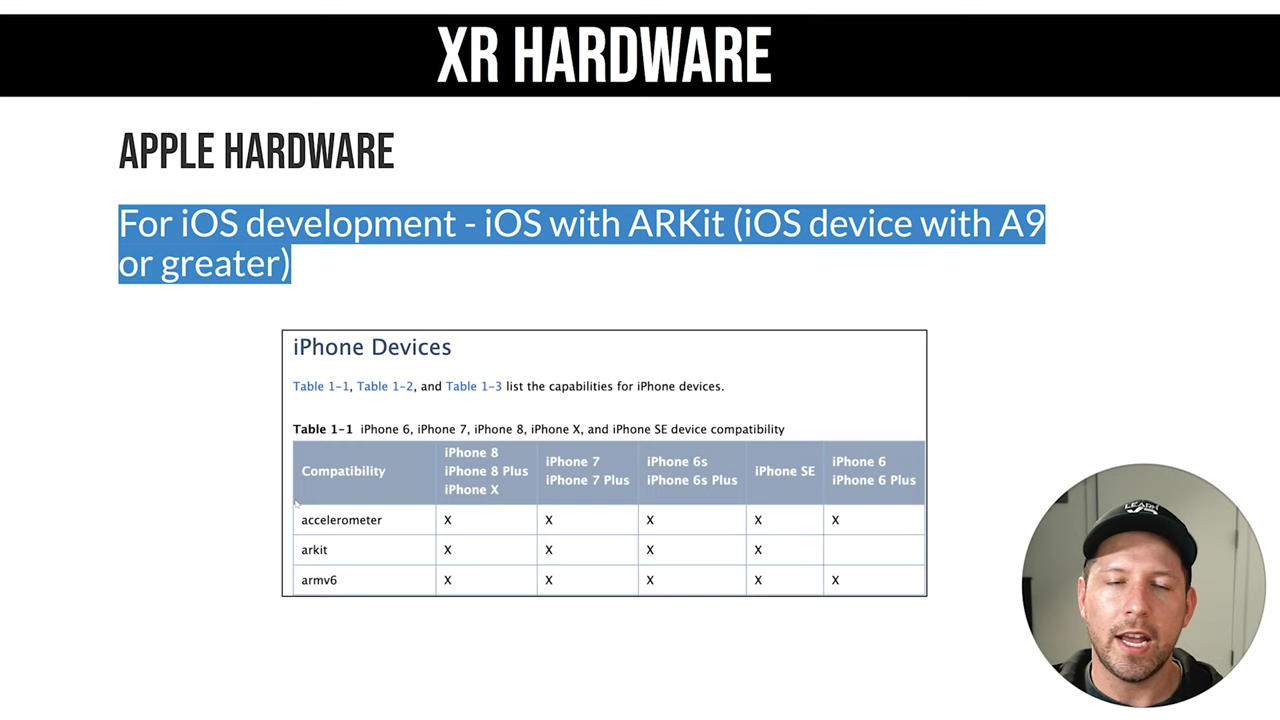 XR HARDWARE
APPLE HARDWARE
For iOS development - iOS with ARKit (iOS device with A9
or greater)
iPhone Devices
Table 1-1, Table 1-2, and Table 1-3 list the capabilities for iPhone devices.
Table 1-1 iPhone 6, iPhone 7, iPhone 8, iPhone X, and iPhone SE device compatibility
Compatibility
iPhone 8
iPhone 8 Plus
iPhone X
iPhone 7
iPhone 7 Plus
iPhone 6s
iPhone 6s Plus
iPhone SE
iPhone 6
iPhone 6 Plus
accelerometer X X X X X
arkit X X X X
armv6 X X X X X
LEARN